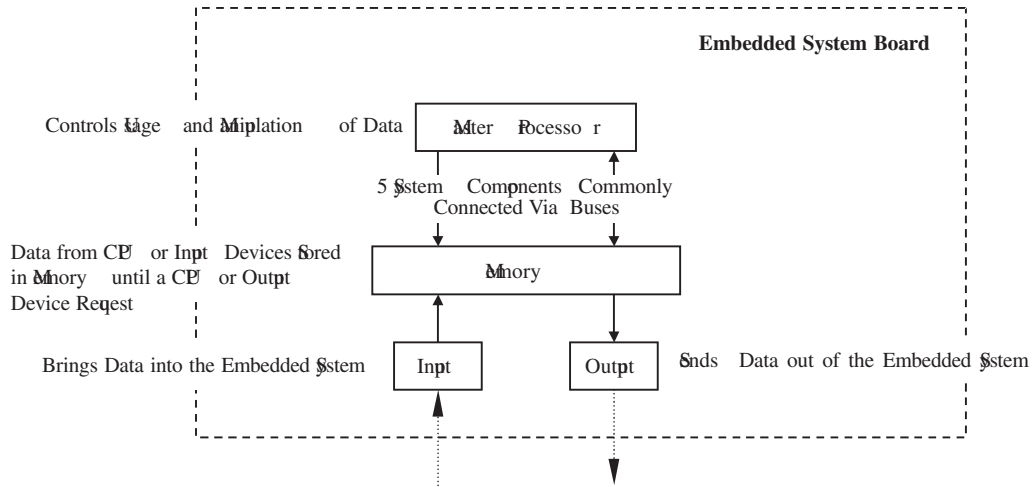 Embedded System Board
Controls Usage and Manipulation of Data
Master Processor
5 System Components Commonly
Connected Via Buses
Data from CPU or Input Devices Stored
in Memory until a CPU or Output
Device Request
Memory
Brings Data into the Embedded System
Input
Output
Sends Data out of the Embedded System